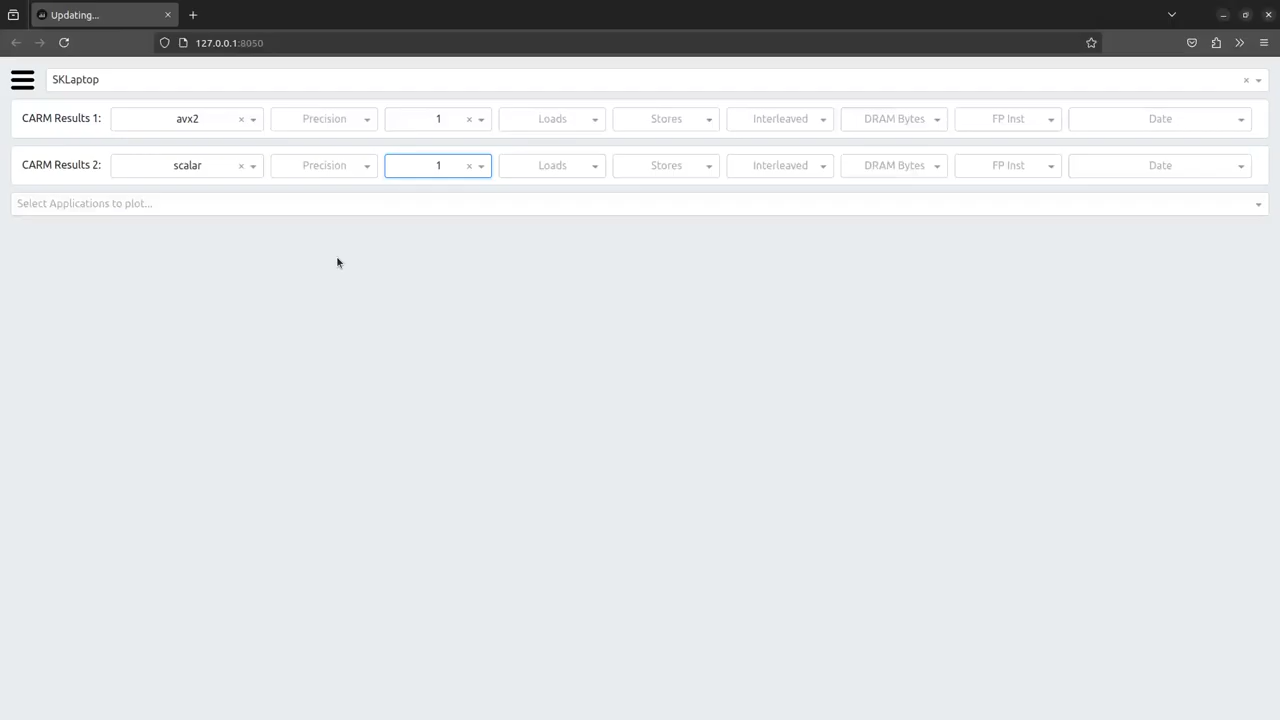 Updating...
127.0.0.1:8050
SKLaptop
CARM Results 1: avx2 Precision 1 Loads Stores Interleaved DRAM Bytes FP Inst Date
CARM Results 2: scalar Precision 1 Loads Stores Interleaved DRAM Bytes FP Inst Date
Select Applications to plot...